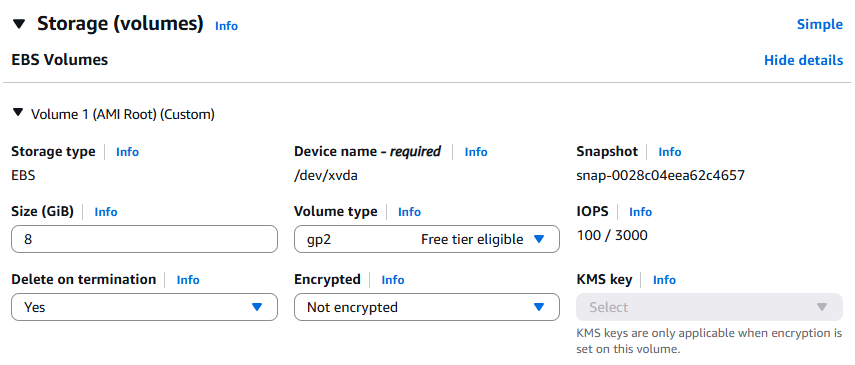 Storage (volumes) Info Simple
EBS Volumes Hide details
Volume 1 (AMI Root) (Custom)
Storage type Info Device name - required Info Snapshot Info
EBS /dev/xvda snap-0028c04eea62c4657
Size (GiB) Info Volume type Info IOPS Info
8 gp2 Free tier eligible 100 / 3000
Delete on termination Info Encrypted Info KMS key Info
Yes Not encrypted Select
KMS keys are only applicable when encryption is
set on this volume.